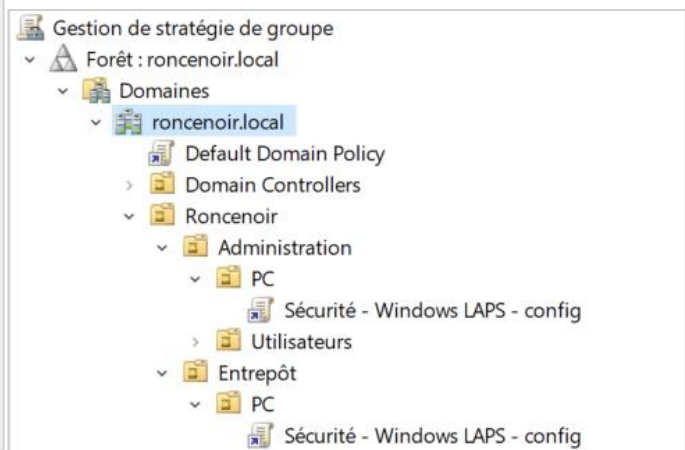 Gestion de stratégie de groupe
Forêt : roncenoir.local
Domaines
roncenoir.local
Default Domain Policy
Domain Controllers
Roncenoir
Administration
PC
Sécurité - Windows LAPS - config
Utilisateurs
Entrepôt
PC
Sécurité - Windows LAPS - config